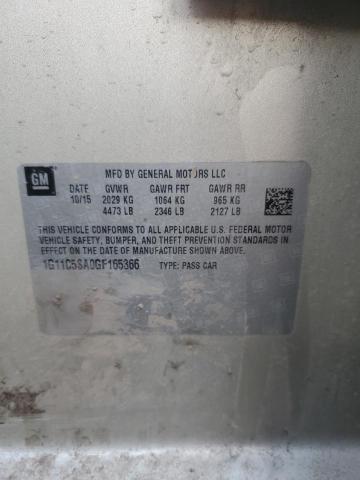 GM
MFD BY GENERAL MOTORS LLC
DATE GVWR GAWR FRT GAWR RR
10/15 2029 KG 1064 KG 965 KG
4473 LB 2346 LB 2127 LB
THIS VEHICLE CONFORMS TO ALL APPLICABLE U.S. FEDERAL MOTOR
VEHICLE SAFETY, BUMPER, AND THEFT PREVENTION STANDARDS IN
EFFECT ON THE DATE OF MANUFACTURE SHOWN ABOVE.
1G11C5SA0GF165366 TYPE: PASS CAR